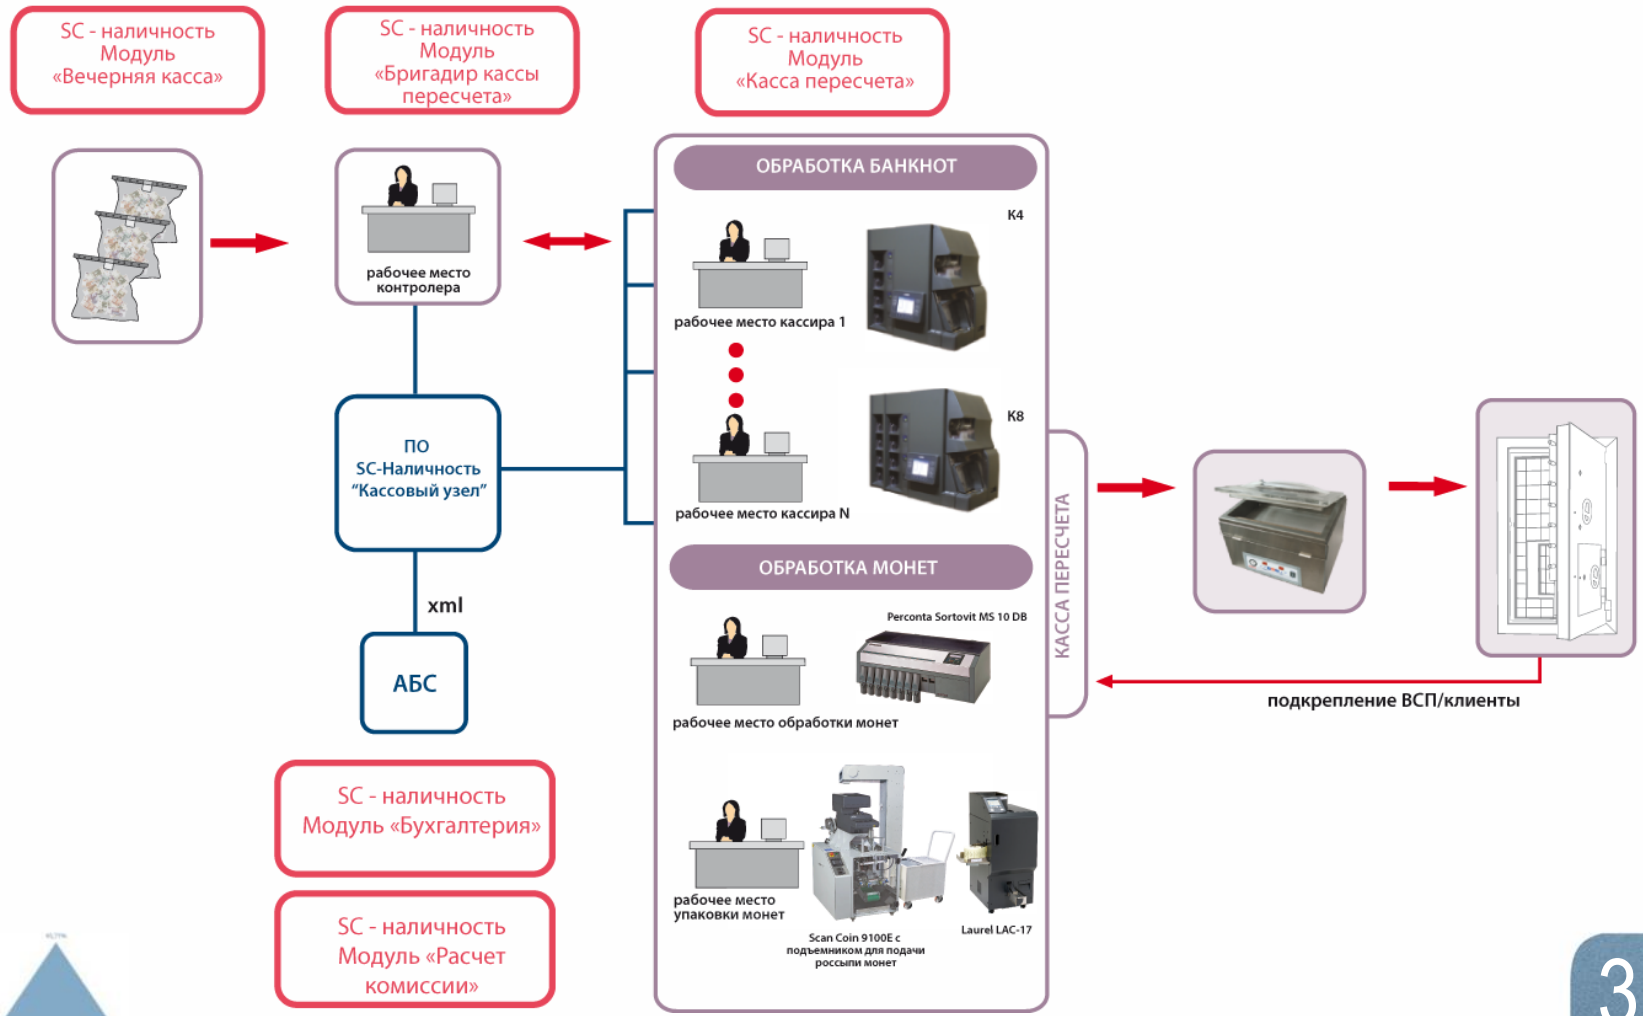 SC - наличность
Модуль
«Вечерняя касса»
SC - наличность
Модуль
«Бригадир кассы
пересчета»
SC - наличность
Модуль
«Касса пересчета»
ОБРАБОТКА БАНКНОТ
K4
рабочее место
контролера
рабочее место кассира 1
K8
рабочее место кассира N
ПО
SC-Наличность
"Кассовый узел"
xml
АБС
ОБРАБОТКА МОНЕТ
Perconta Sortovit MS 10 DB
рабочее место обработки монет
КАССА ПЕРЕСЧЕТА
подкрепление ВСП/клиенты
SC - наличность
Модуль «Бухгалтерия»
рабочее место
упаковки монет
Scan Coin 9100E с
подъемником для подачи
россыпи монет
Laurel LAC-17
SC - наличность
Модуль «Расчет
комиссии»
3